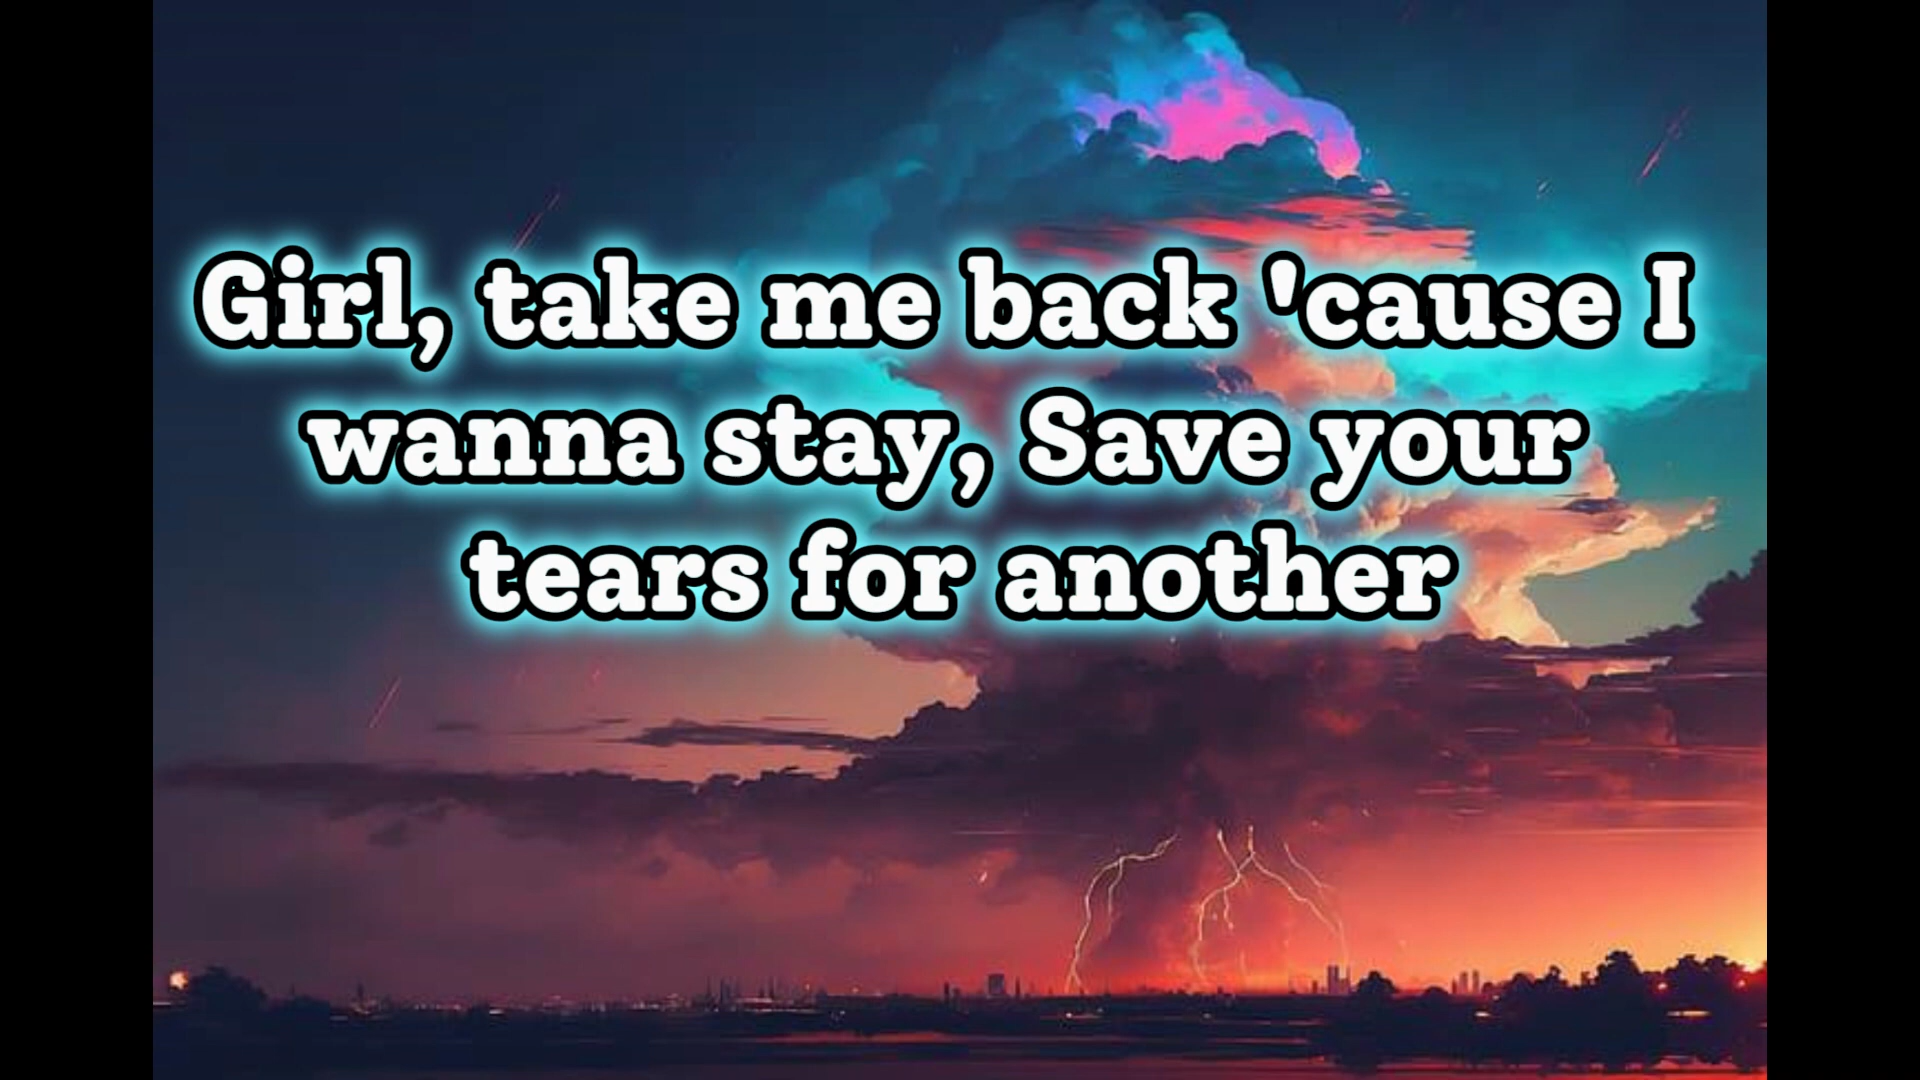 Girl, take me back 'cause I
wanna stay, Save your
tears for another